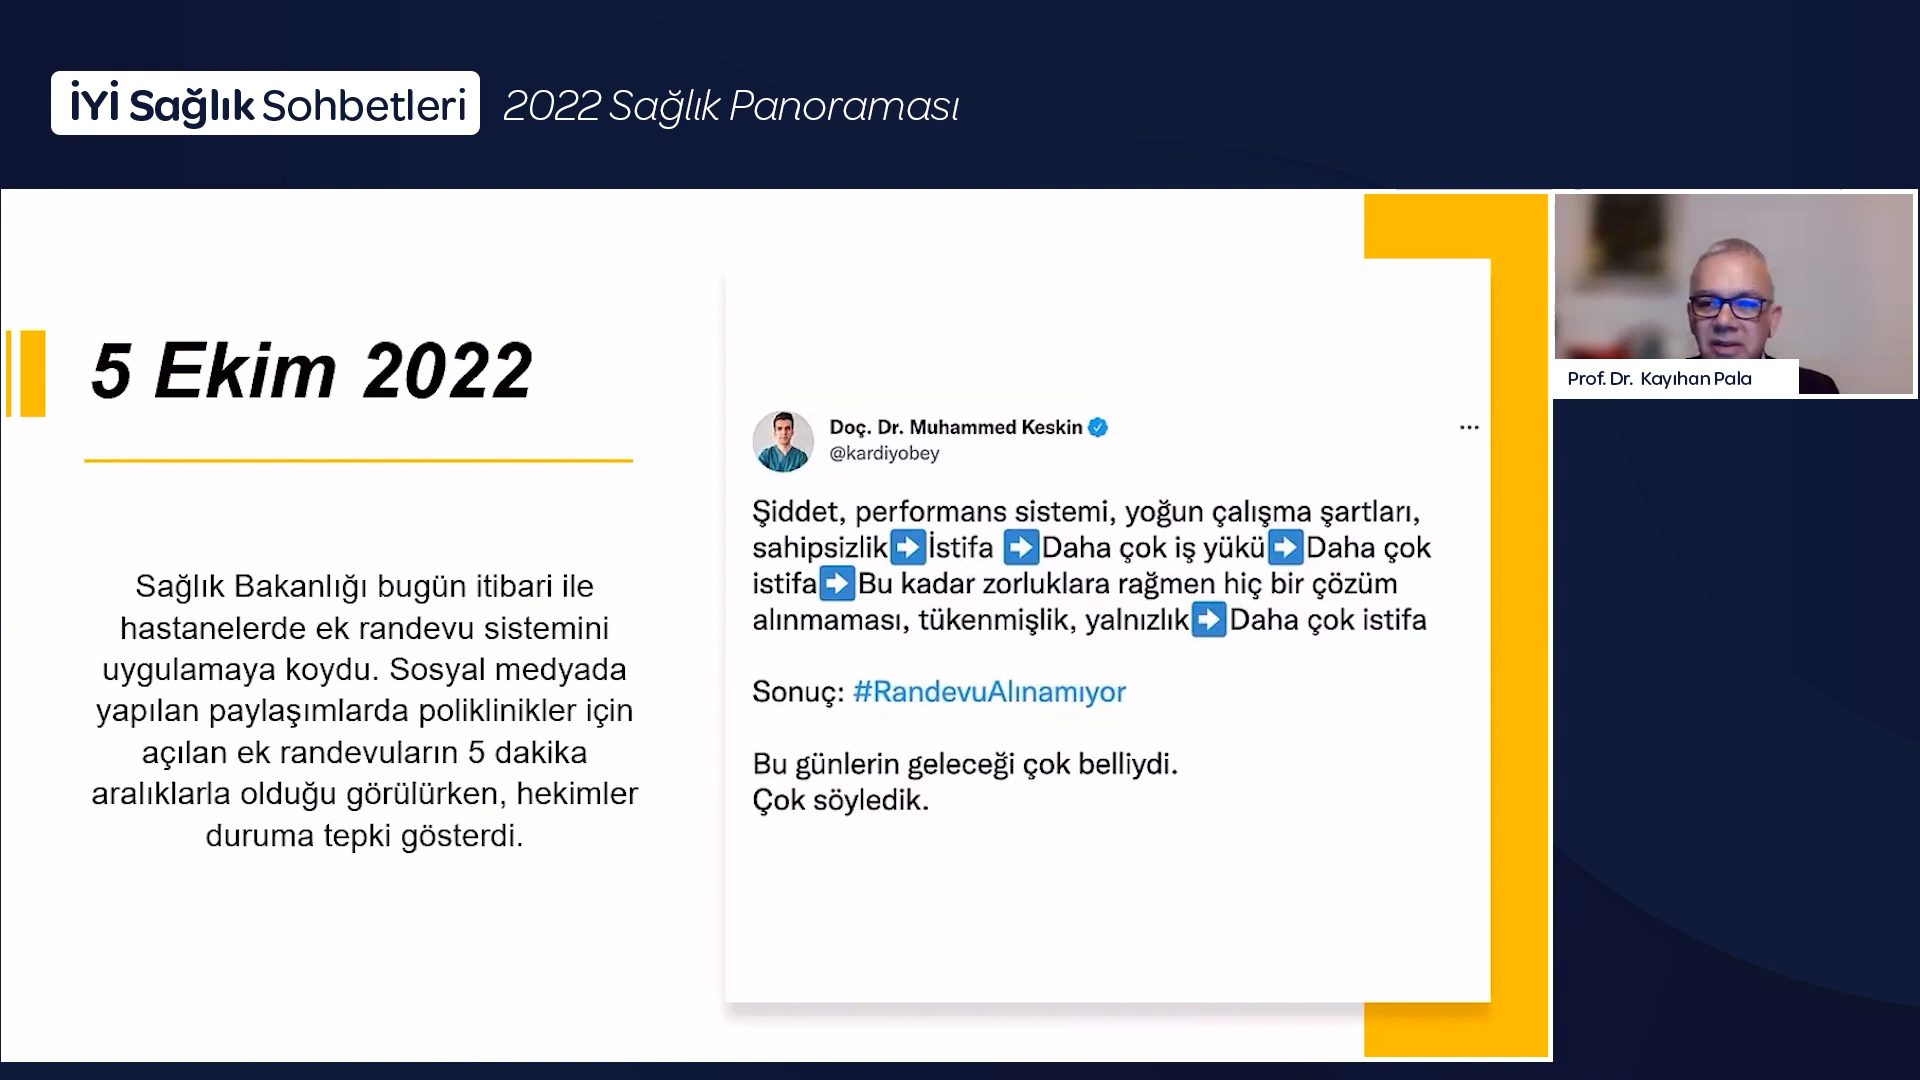 İYİ Sağlık Sohbetleri 2022 Sağlık Panoraması
5 Ekim 2022
Sağlık Bakanlığı bugün itibari ile
hastanelerde ek randevu sistemini
uygulamaya koydu. Sosyal medyada
yapılan paylaşımlarda poliklinikler için
açılan ek randevuların 5 dakika
aralıklarla olduğu görülürken, hekimler
duruma tepki gösterdi.
Doç. Dr. Muhammed Keskin
@kardiyobey
Şiddet, performans sistemi, yoğun çalışma şartları,
sahipsizlik➡️İstifa ➡️Daha çok iş yükü➡️Daha çok
istifa➡️Bu kadar zorluklara rağmen hiç bir çözüm
alınmaması, tükenmişlik, yalnızlık➡️Daha çok istifa
Sonuç: #RandevuAlınamıyor
Bu günlerin geleceği çok belliydi.
Çok söyledik.
Prof. Dr. Kayıhan Pala